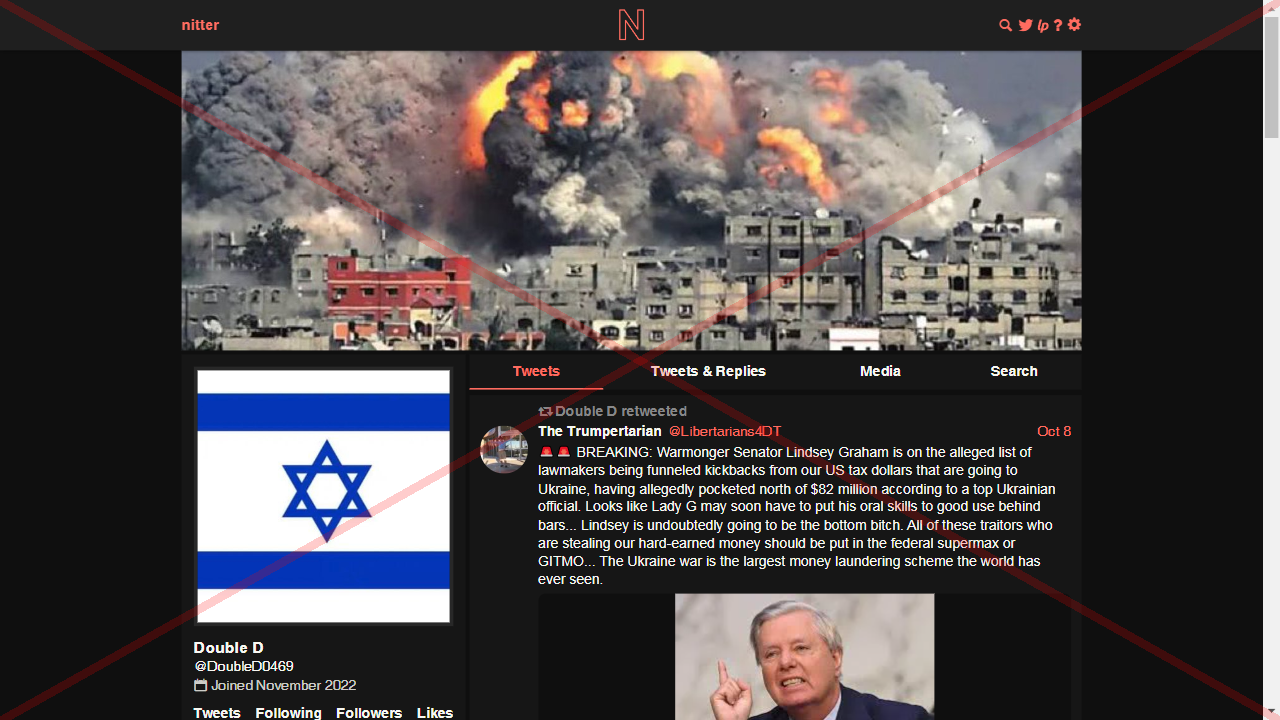 nitter
N
lp ?
Tweets
Tweets & Replies
Media
Search
Double D retweeted
The Trumpertarian @Libertarians4DT Oct 8
🚨🚨 BREAKING: Warmonger Senator Lindsey Graham is on the alleged list of
lawmakers being funneled kickbacks from our US tax dollars that are going to
Ukraine, having allegedly pocketed north of $82 million according to a top Ukrainian
official. Looks like Lady G may soon have to put his oral skills to good use behind
bars... Lindsey is undoubtedly going to be the bottom bitch. All of these traitors who
are stealing our hard-earned money should be put in the federal supermax or
GITMO... The Ukraine war is the largest money laundering scheme the world has
ever seen.
Double D
@DoubleD0469
Joined November 2022
Tweets Following Followers Likes